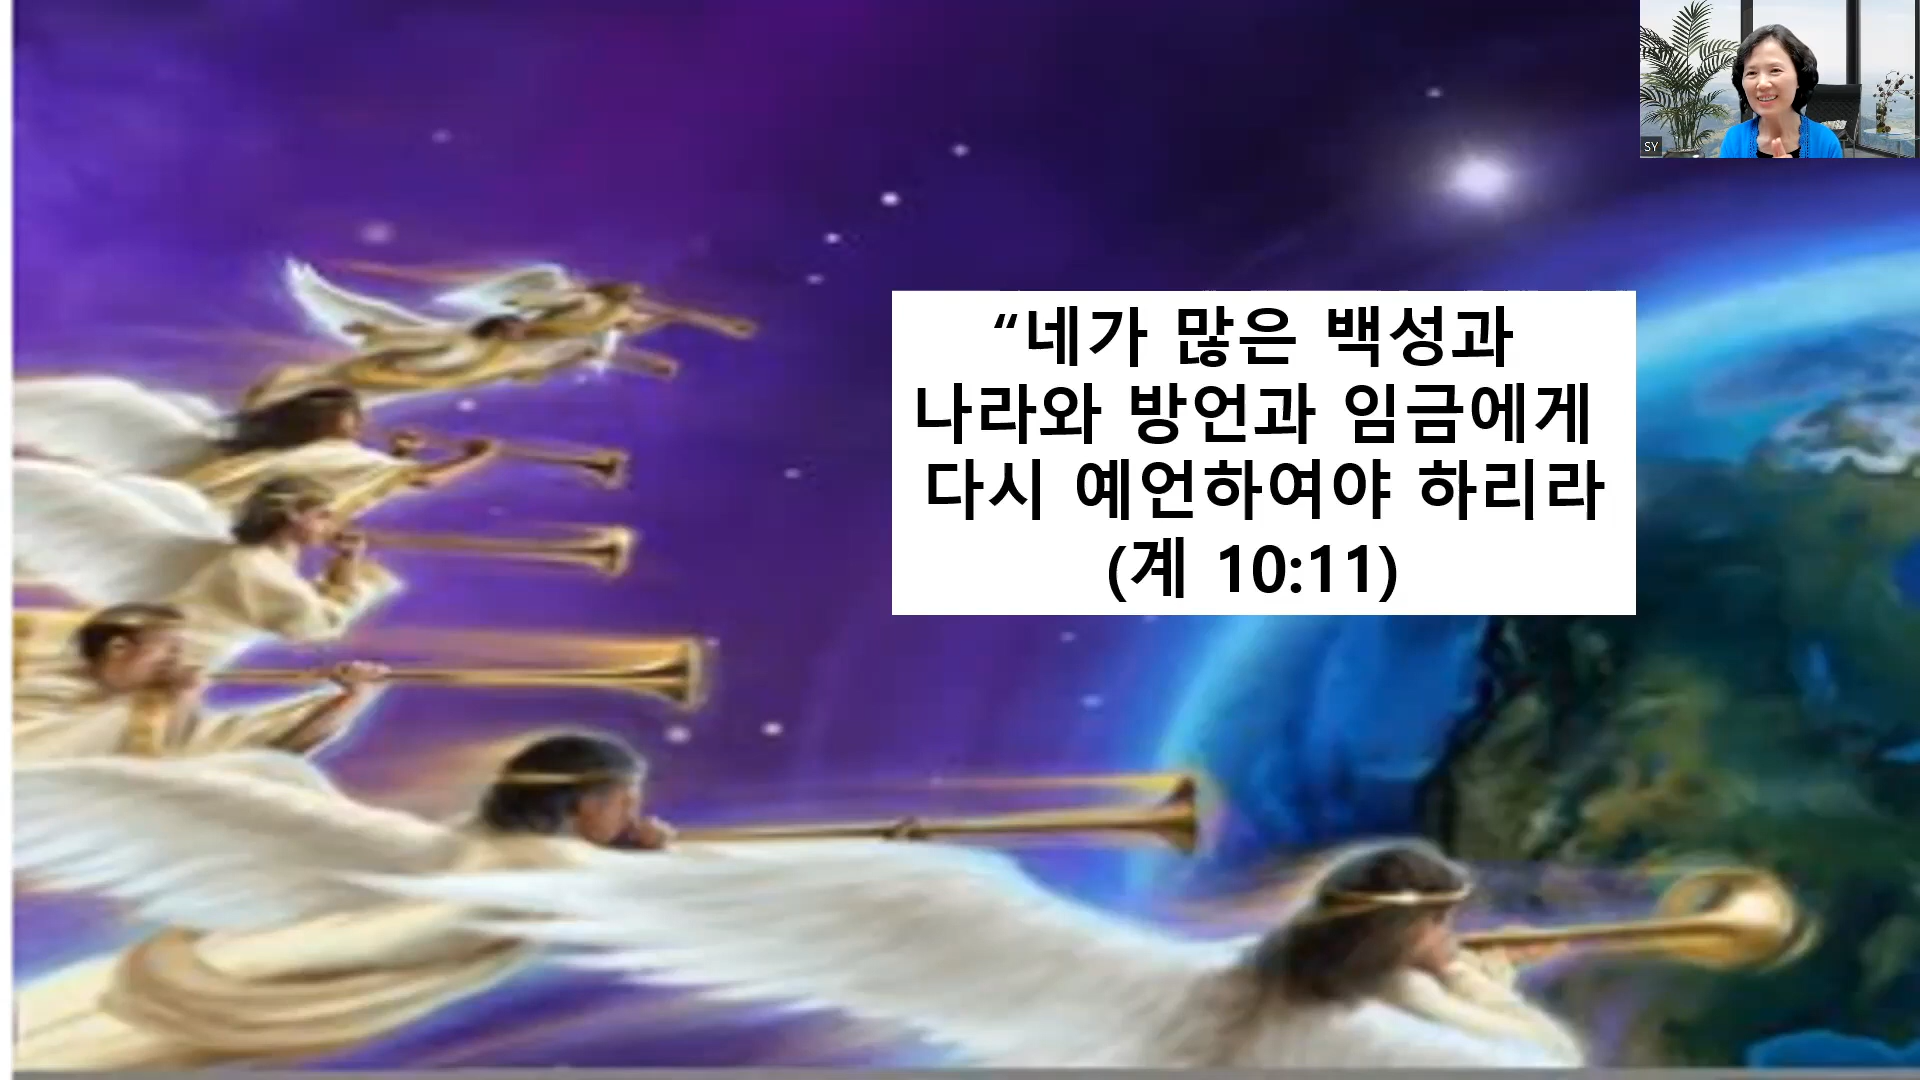 SY
“네가 많은 백성과
나라와 방언과 임금에게
다시 예언하여야 하리라
(계 10:11)